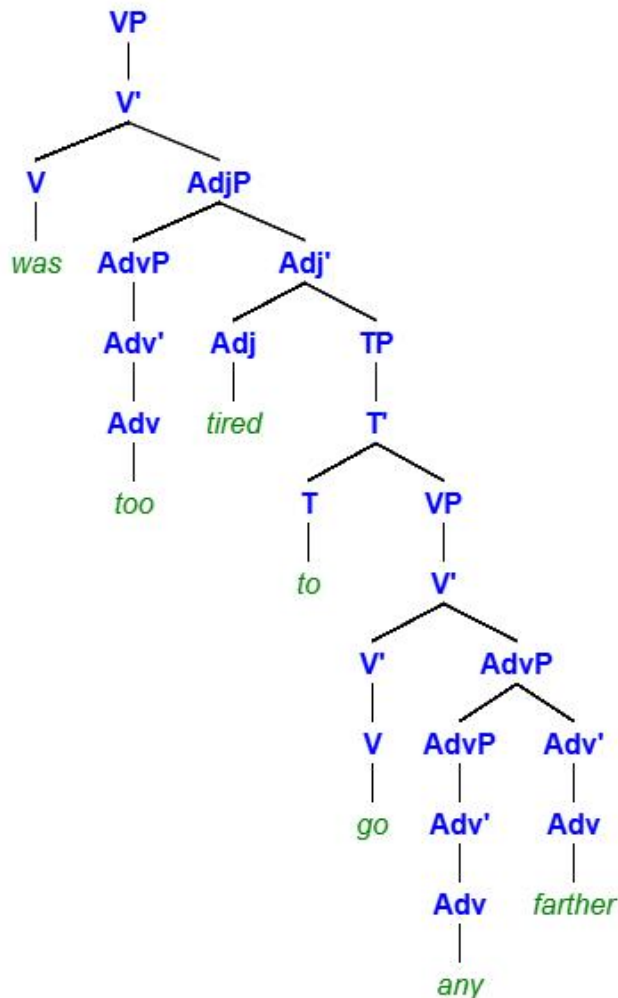 VP
V'
V AdjP
was AdvP Adj'
Adv' Adj TP
Adv tired T'
too T VP
to V'
V' AdvP
V AdvP Adv'
go Adv' Adv
Adv farther
any